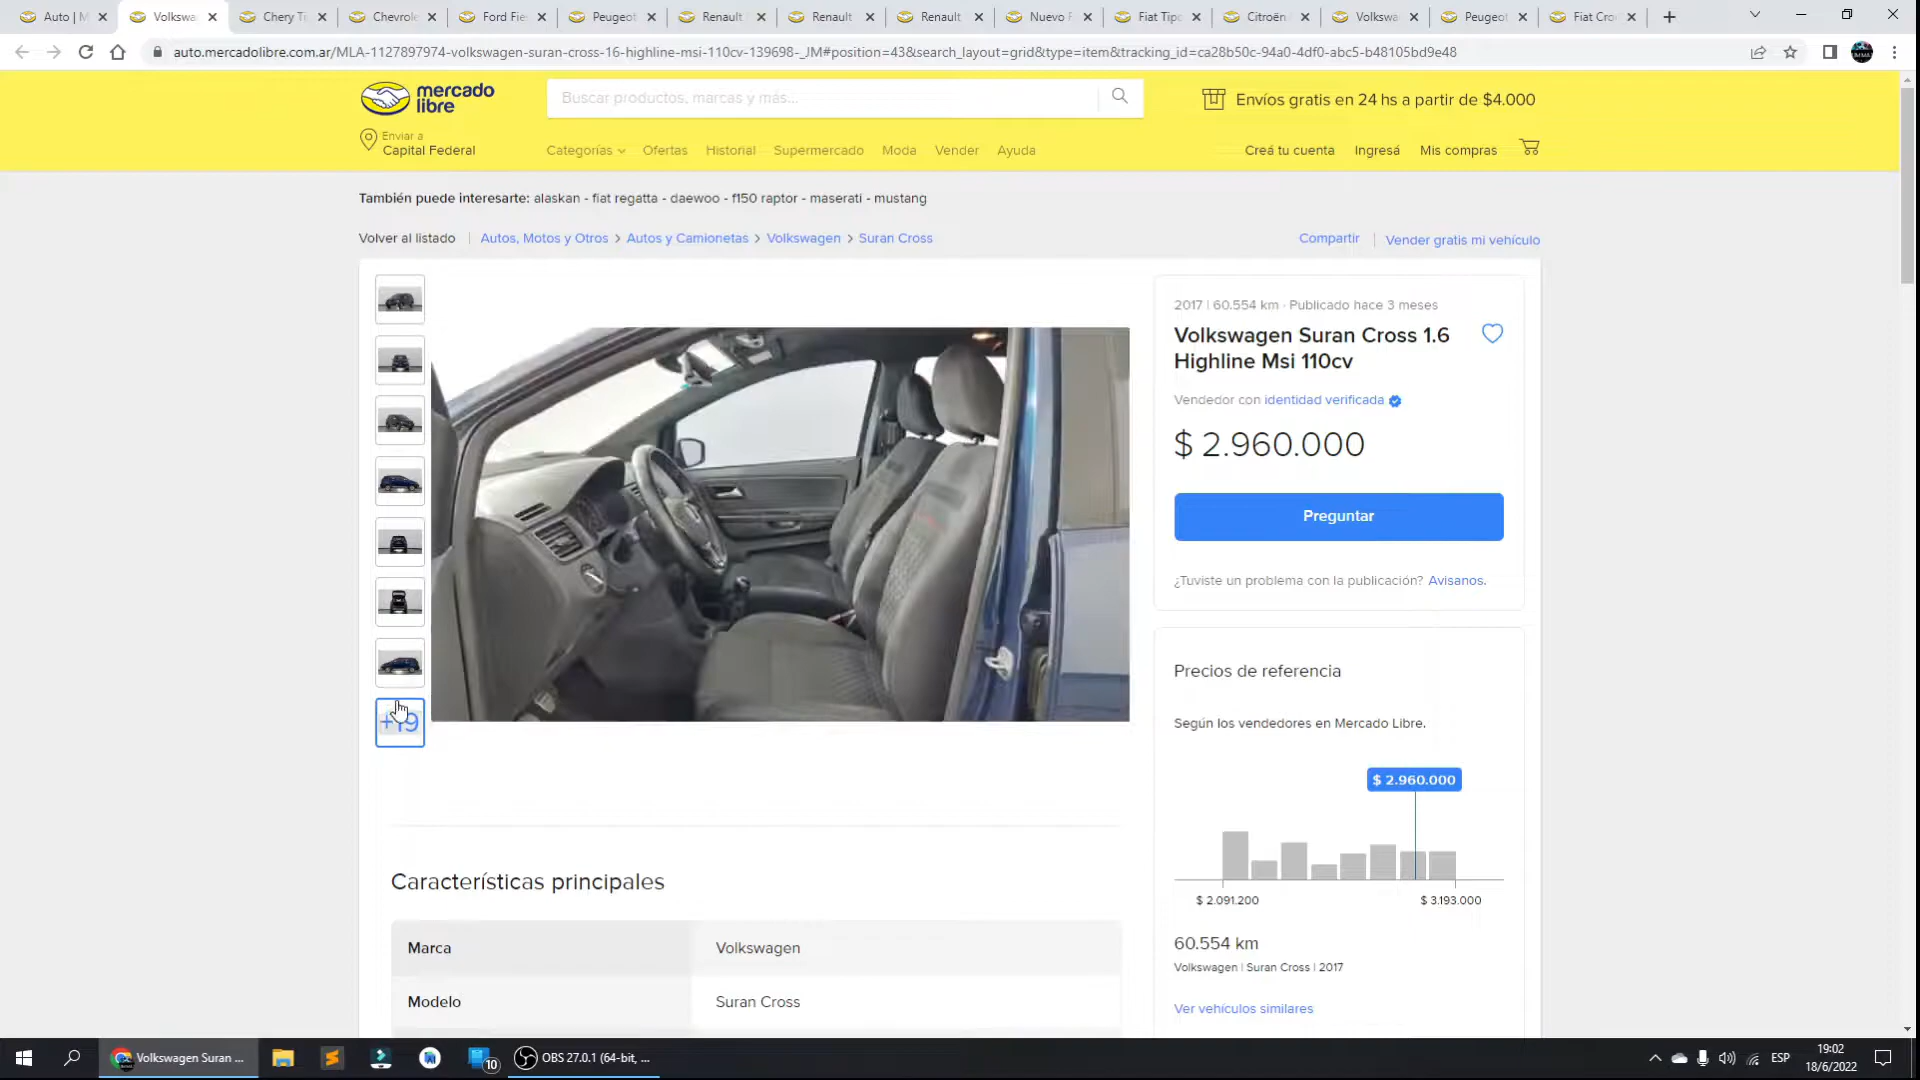 Auto | M
Volkswa
Chery Ti
Chevrole
Ford Fie
Peugeot
Renault
Renault
Renault
Nuevo F
Fiat Tipo
Citroën
Volkswa
Peugeot
Fiat Cro
auto.mercadolibre.com.ar/MLA-1127897974-volkswagen-suran-cross-16-highline-msi-110cv-139698-_JM#position=43&search_layout=grid&type=item&tracking_id=ca28b50c-94a0-4df0-abc5-b48105bd9e48
mercado
libre
Buscar productos, marcas y más...
Envíos gratis en 24 hs a partir de $4.000
Enviar a
Capital Federal
Categorías Ofertas Historial Supermercado Moda Vender Ayuda
Creá tu cuenta Ingresá Mis compras
También puede interesarte: alaskan - fiat regatta - daewoo - f150 raptor - maserati - mustang
Volver al listado | Autos, Motos y Otros > Autos y Camionetas > Volkswagen > Suran Cross
Compartir | Vender gratis mi vehículo
+19
2017 | 60.554 km · Publicado hace 3 meses
Volkswagen Suran Cross 1.6
Highline Msi 110cv
Vendedor con identidad verificada
$ 2.960.000
Preguntar
¿Tuviste un problema con la publicación? Avisanos.
Precios de referencia
Según los vendedores en Mercado Libre.
$ 2.960.000
$ 2.091.200 $ 3.193.000
60.554 km
Volkswagen | Suran Cross | 2017
Ver vehículos similares
Características principales
Marca Volkswagen
Modelo Suran Cross
Volkswagen Suran ...
10
OBS 27.0.1 (64-bit, ...
ESP
19:02
18/6/2022